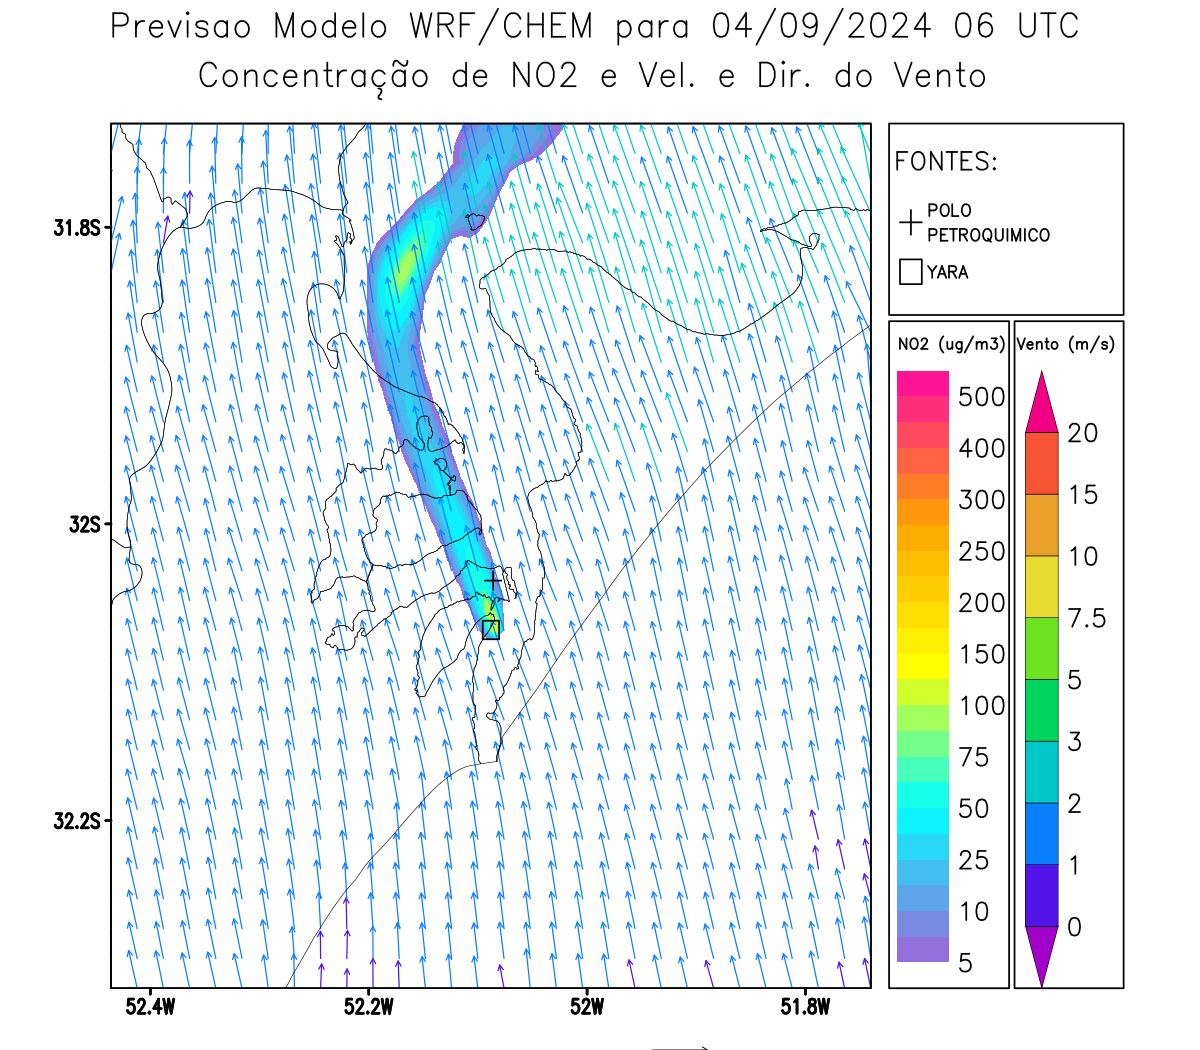 Previsao Modelo WRF/CHEM para 04/09/2024 06 UTC
Concentração de NO2 e Vel. e Dir. do Vento
FONTES:
POLO
PETROQUIMICO
YARA
NO2 (ug/m3)
500
400
300
250
200
150
100
75
50
25
10
5
Vento (m/s)
20
15
10
7.5
5
3
2
1
0
31.8S
32S
32.2S
52.4W
52.2W
52W
51.8W